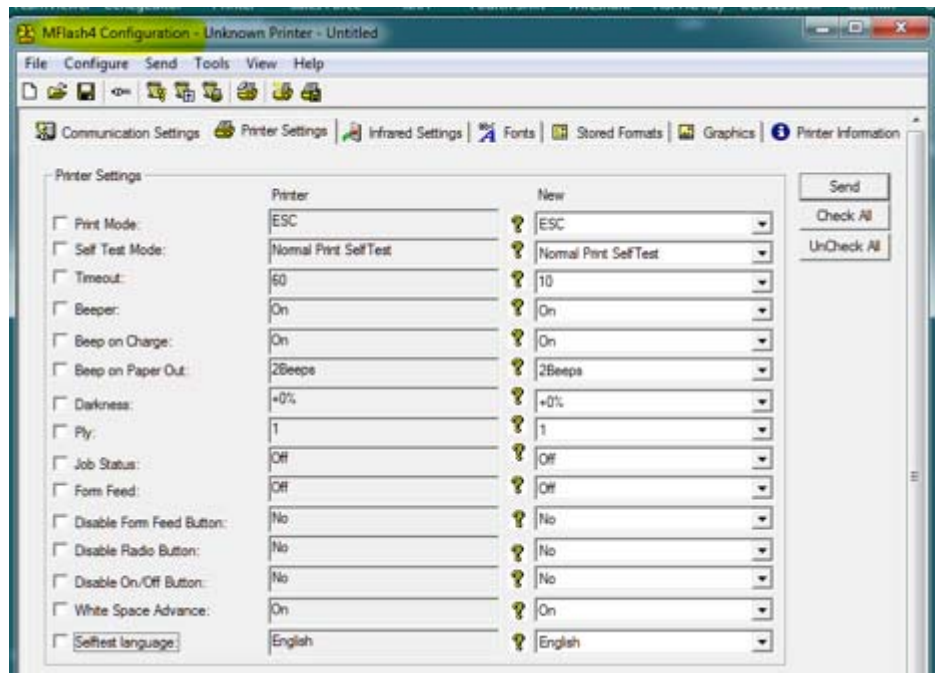 MFlash4 Configuration - Unknown Printer - Untitled
File Configure Send Tools View Help
Communication Settings Printer Settings Infrared Settings Fonts Stored Formats Graphics Printer Information
Printer Settings
Printer New
Send
Check All
UnCheck All
Print Mode: ESC ESC
Self Test Mode: Normal Print SelfTest Normal Print SelfTest
Timeout: 60 10
Beeper: On On
Beep on Charge: On On
Beep on Paper Out: 2Beeps 2Beeps
Darkness: +0% +0%
Ply: 1 1
Job Status: Off Off
Form Feed: Off Off
Disable Form Feed Button: No No
Disable Radio Button: No No
Disable On/Off Button: No No
White Space Advance: On On
Selftest language: English English